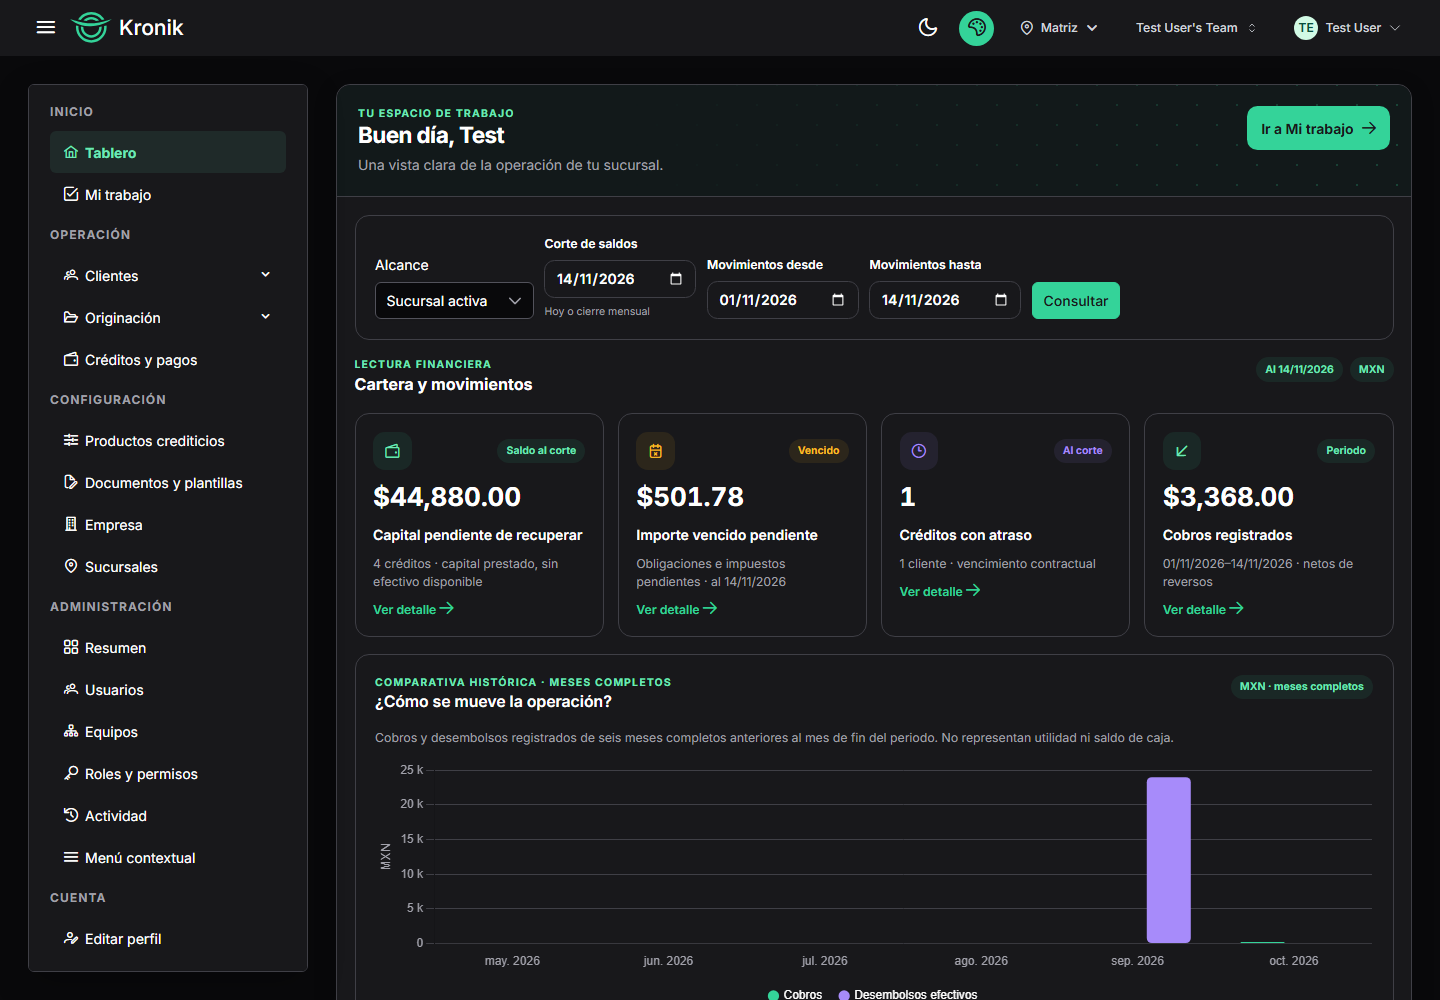 Kronik
Matriz
Test User's Team
TE
Test User
INICIO
Tablero
Mi trabajo
OPERACIÓN
Clientes
Originación
Créditos y pagos
CONFIGURACIÓN
Productos crediticios
Documentos y plantillas
Empresa
Sucursales
ADMINISTRACIÓN
Resumen
Usuarios
Equipos
Roles y permisos
Actividad
Menú contextual
CUENTA
Editar perfil
TU ESPACIO DE TRABAJO
Buen día, Test
Una vista clara de la operación de tu sucursal.
Ir a Mi trabajo
Alcance
Sucursal activa
Corte de saldos
14/11/2026
Hoy o cierre mensual
Movimientos desde
01/11/2026
Movimientos hasta
14/11/2026
Consultar
LECTURA FINANCIERA
Cartera y movimientos
Al 14/11/2026
MXN
Saldo al corte
$44,880.00
Capital pendiente de recuperar
4 créditos · capital prestado, sin
efectivo disponible
Ver detalle
Vencido
$501.78
Importe vencido pendiente
Obligaciones e impuestos
pendientes · al 14/11/2026
Ver detalle
Al corte
1
Créditos con atraso
1 cliente · vencimiento contractual
Ver detalle
Periodo
$3,368.00
Cobros registrados
01/11/2026–14/11/2026 · netos de
reversos
Ver detalle
COMPARATIVA HISTÓRICA · MESES COMPLETOS
¿Cómo se mueve la operación?
MXN · meses completos
Cobros y desembolsos registrados de seis meses completos anteriores al mes de fin del periodo. No representan utilidad ni saldo de caja.
25 k
20 k
15 k
10 k
5 k
0
MXN
may. 2026
jun. 2026
jul. 2026
ago. 2026
sep. 2026
oct. 2026
Cobros
Desembolsos efectivos